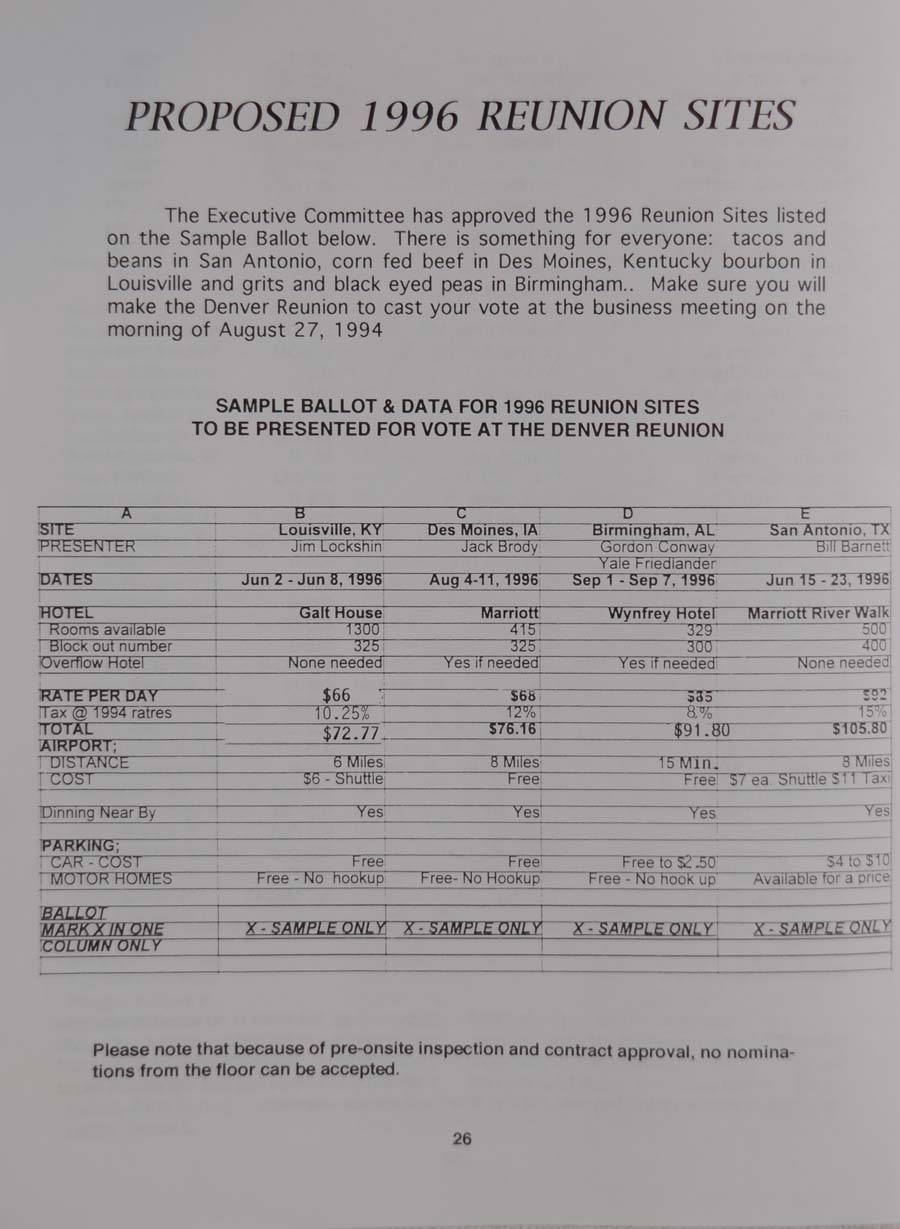 PROPOSED 1996 REUNION SITES
The Executive Committee has approved the 1996 Reunion Sites listed
on the Sample Ballot below. There is something for everyone: tacos and
beans in San Antonio, corn fed beef in Des Moines, Kentucky bourbon in
Louisville and grits and black eyed peas in Birmingham.. Make sure you will
make the Denver Reunion to cast your vote at the business meeting on the
morning of August 27, 1994
SAMPLE BALLOT & DATA FOR 1996 REUNION SITES
TO BE PRESENTED FOR VOTE AT THE DENVER REUNION
A B C D E
SITE Louisville, KY Des Moines, IA Birmingham, AL San Antonio, TX
PRESENTER Jim Lockshin Jack Brody Gordon Conway Bill Barnett
Yale Friedlander
DATES Jun 2 - Jun 8, 1996 Aug 4-11, 1996 Sep 1 - Sep 7, 1996 Jun 15 - 23, 1996
HOTEL Galt House Marriott Wynfrey Hotel Marriott River Walk
Rooms available 1300 415 329 500
Block out number 325 325 300 400
Overflow Hotel None needed Yes if needed Yes if needed None needed
RATE PER DAY $66 $68 $85 $92
Tax @ 1994 ratres 10.25% 12% 8% 15%
TOTAL $72.77 $76.16 $91.80 $105.80
AIRPORT;
DISTANCE 6 Miles 8 Miles 15 Min. 8 Miles
COST $6 - Shuttle Free Free $7 ea. Shuttle $11 Taxi
Dinning Near By Yes Yes Yes Yes
PARKING;
CAR - COST Free Free Free to $2.50 $4 to $10
MOTOR HOMES Free - No hookup Free- No Hookup Free - No hook up Available for a price
BALLOT
MARK X IN ONE X - SAMPLE ONLY X - SAMPLE ONLY X - SAMPLE ONLY X - SAMPLE ONLY
COLUMN ONLY
Please note that because of pre-onsite inspection and contract approval, no nomina-
tions from the floor can be accepted.
26